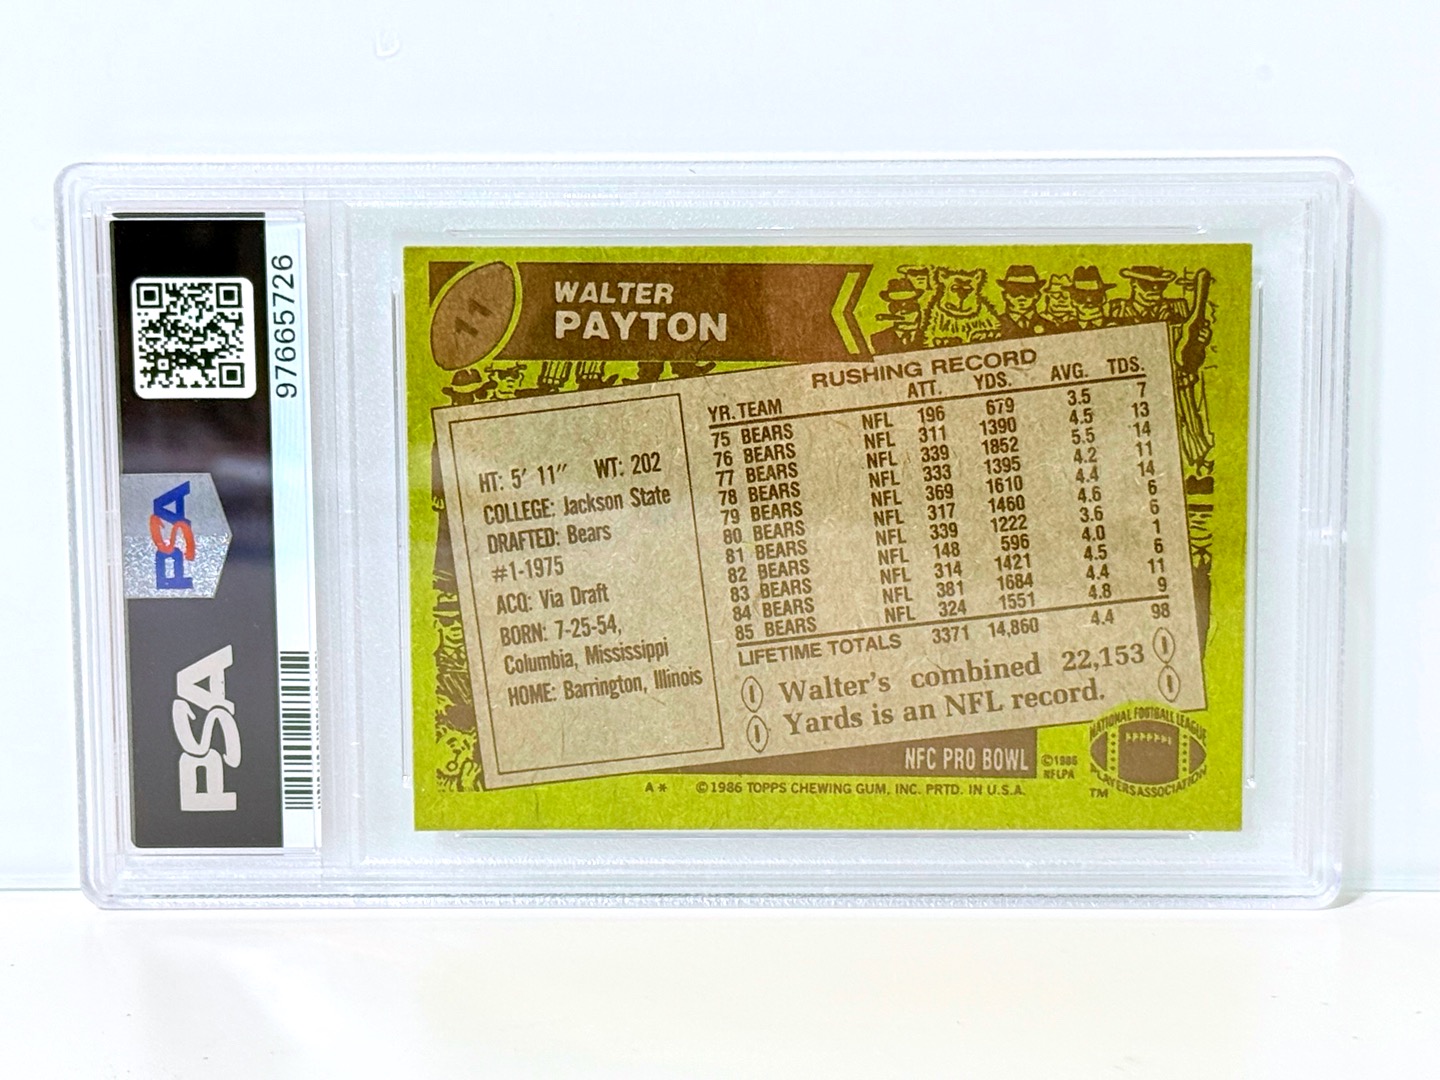 97665726
PSA
PSA
11
WALTER
PAYTON
RUSHING RECORD
YR. TEAM ATT. YDS. AVG. TDS.
75 BEARS NFL 196 679 3.5 7
76 BEARS NFL 311 1390 4.5 13
77 BEARS NFL 339 1852 5.5 14
78 BEARS NFL 333 1395 4.2 11
79 BEARS NFL 369 1610 4.4 14
80 BEARS NFL 317 1460 4.6 6
81 BEARS NFL 339 1222 3.6 6
82 BEARS NFL 148 596 4.0 1
83 BEARS NFL 314 1421 4.5 6
84 BEARS NFL 381 1684 4.4 11
85 BEARS NFL 324 1551 4.8 9
LIFETIME TOTALS 3371 14,860 4.4 98
HT: 5′ 11″ WT: 202
COLLEGE: Jackson State
DRAFTED: Bears
#1-1975
ACQ: Via Draft
BORN: 7-25-54,
Columbia, Mississippi
HOME: Barrington, Illinois
Walter's combined 22,153
Yards is an NFL record.
NFC PRO BOWL
©1986
NFLPA
NATIONAL FOOTBALL LEAGUE
PLAYERS ASSOCIATION
TM
A* ©1986 TOPPS CHEWING GUM, INC. PRTD. IN U.S.A.